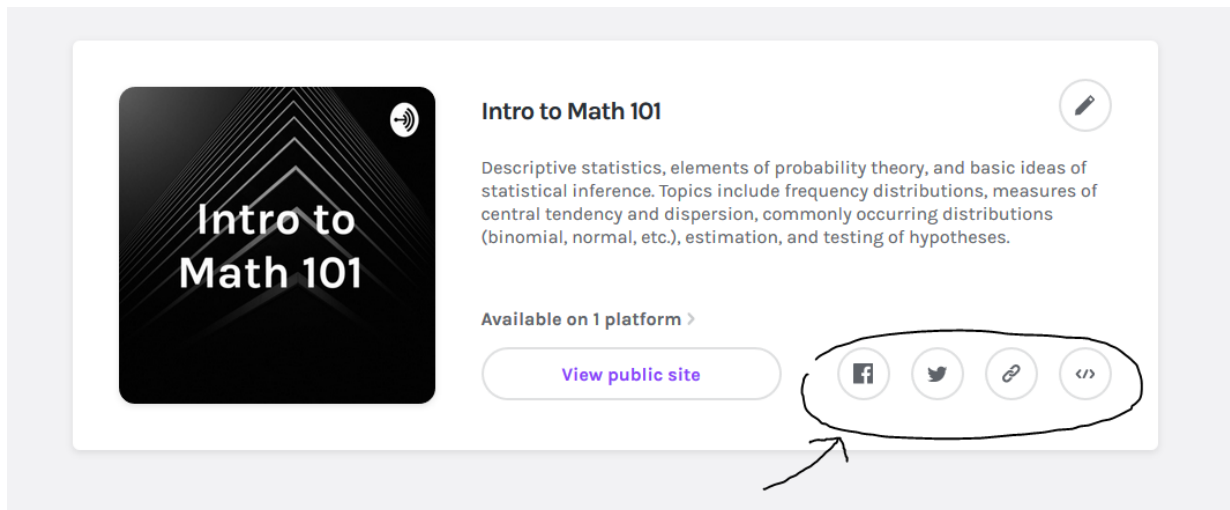 Intro to
Math 101
Intro to Math 101
Descriptive statistics, elements of probability theory, and basic ideas of
statistical inference. Topics include frequency distributions, measures of
central tendency and dispersion, commonly occurring distributions
(binomial, normal, etc.), estimation, and testing of hypotheses.
Available on 1 platform >
View public site